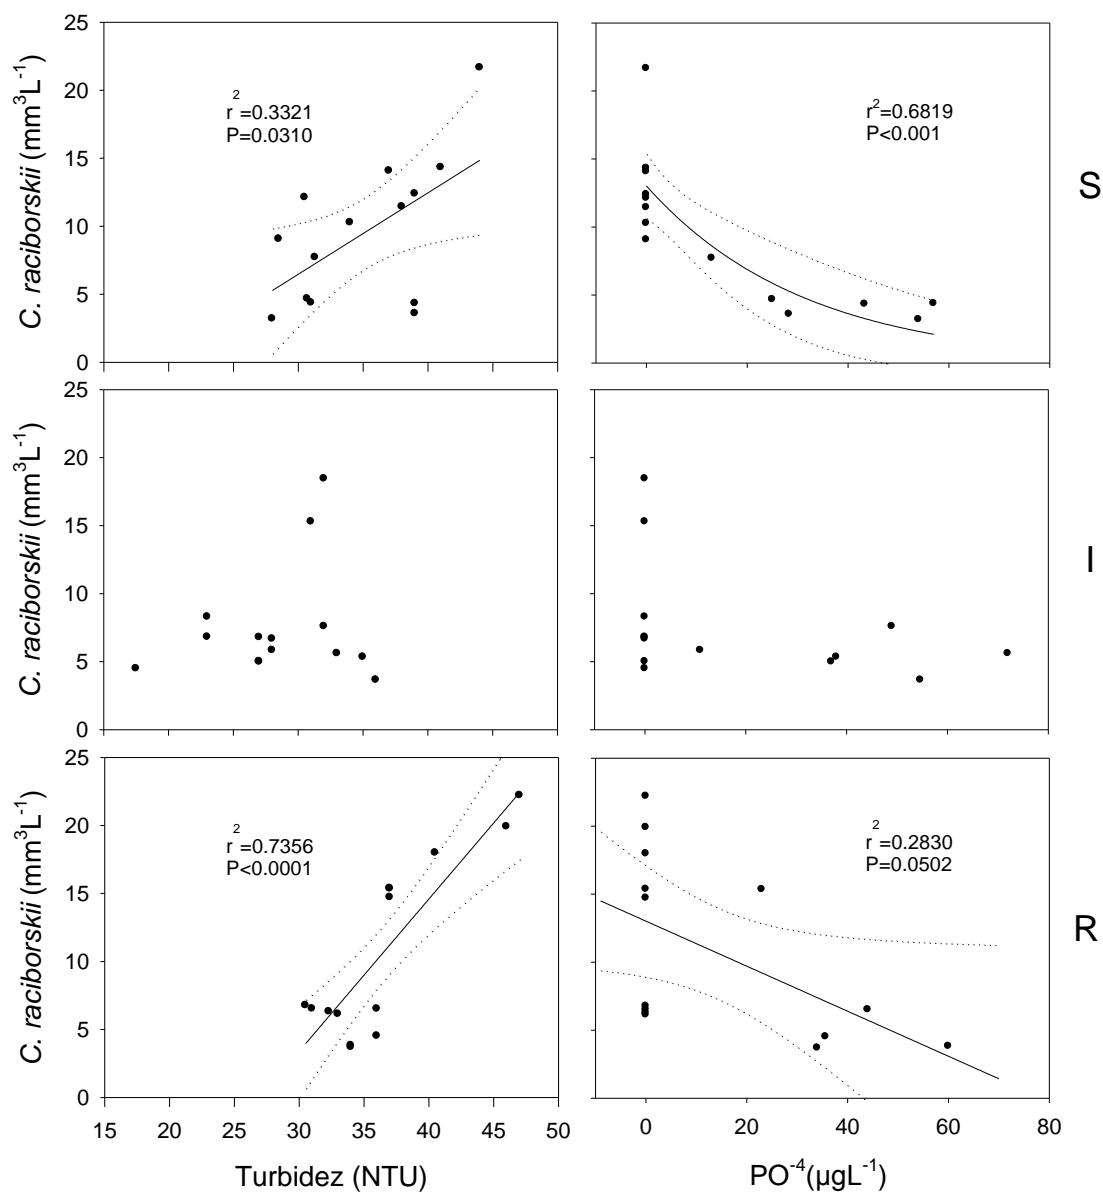 25
20
15
10
5
0
C. raciborskii (mm³L⁻¹)
2
r =0.3321
P=0.0310
r²=0.6819
P<0.001
S
25
20
15
10
5
0
C. raciborskii (mm³L⁻¹)
I
25
20
15
10
5
0
C. raciborskii (mm³L⁻¹)
2
r =0.7356
P<0.0001
2
r =0.2830
P=0.0502
R
15 20 25 30 35 40 45 50
0 20 40 60 80
Turbidez (NTU)
PO⁻⁴(µgL⁻¹)